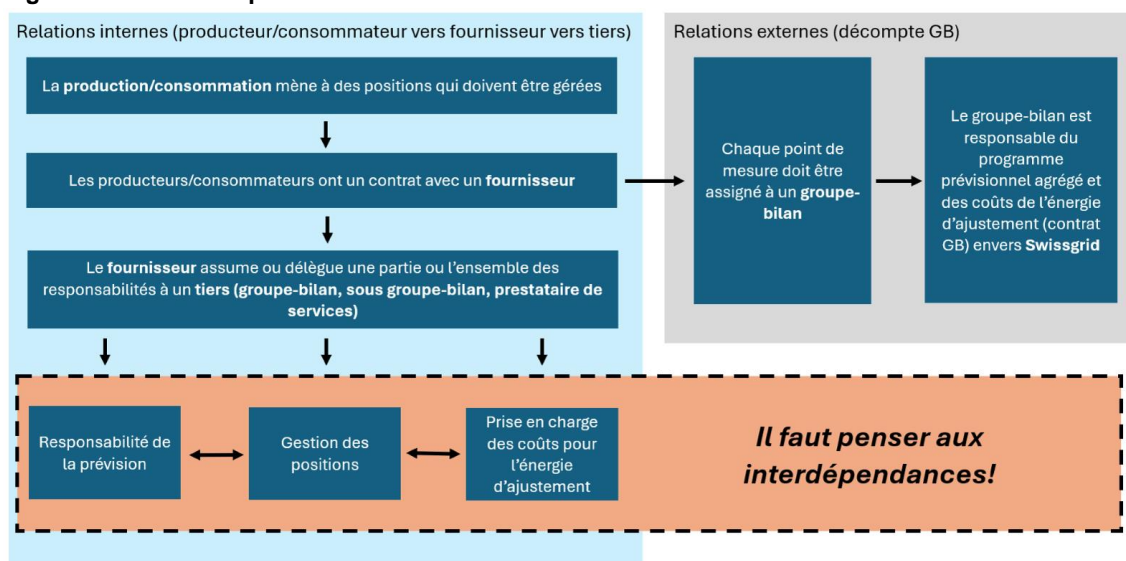 Relations internes (producteur/consommateur vers fournisseur vers tiers)
La production/consommation mène à des positions qui doivent être gérées
Les producteurs/consommateurs ont un contrat avec un fournisseur
Le fournisseur assume ou délègue une partie ou l'ensemble des
responsabilités à un tiers (groupe-bilan, sous groupe-bilan, prestataire de
services)
Relations externes (décompte GB)
Chaque point de
mesure doit être
assigné à un groupe-
bilan
Le groupe-bilan est
responsable du
programme
prévisionnel agrégé et
des coûts de l'énergie
d'ajustement (contrat
GB) envers Swissgrid
Responsabilité de
la prévision
Gestion des
positions
Prise en charge
des coûts pour
l'énergie
d'ajustement
Il faut penser aux
interdépendances!